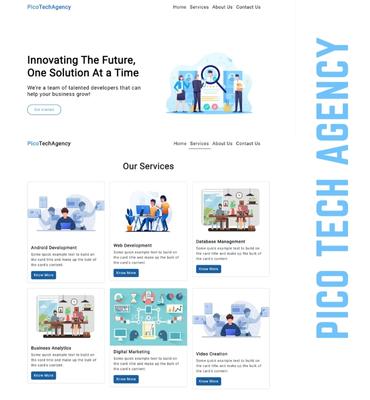 PicoTechAgency
Home Services About Us Contact Us
Innovating The Future,
One Solution At a Time
We're a team of talented developers that can
help your business grow!
Get started
PicoTechAgency
Home Services About Us Contact Us
Our Services
Android Development
Some quick example text to build on
the card title and make up the bulk of
the card's content.
Know More
Web Development
Some quick example text to build on
the card title and make up the bulk of
the card's content.
Know More
Database Management
Some quick example text to build on
the card title and make up the bulk of
the card's content.
Know More
Business Analytics
Some quick example text to build on
the card title and make up the bulk of
the card's content.
Know More
Digital Marketing
Some quick example text to build on
the card title and make up the bulk of
the card's content.
Know More
Video Creation
Some quick example text to build on
the card title and make up the bulk of
the card's content.
Know More
PICO TECH AGENCY